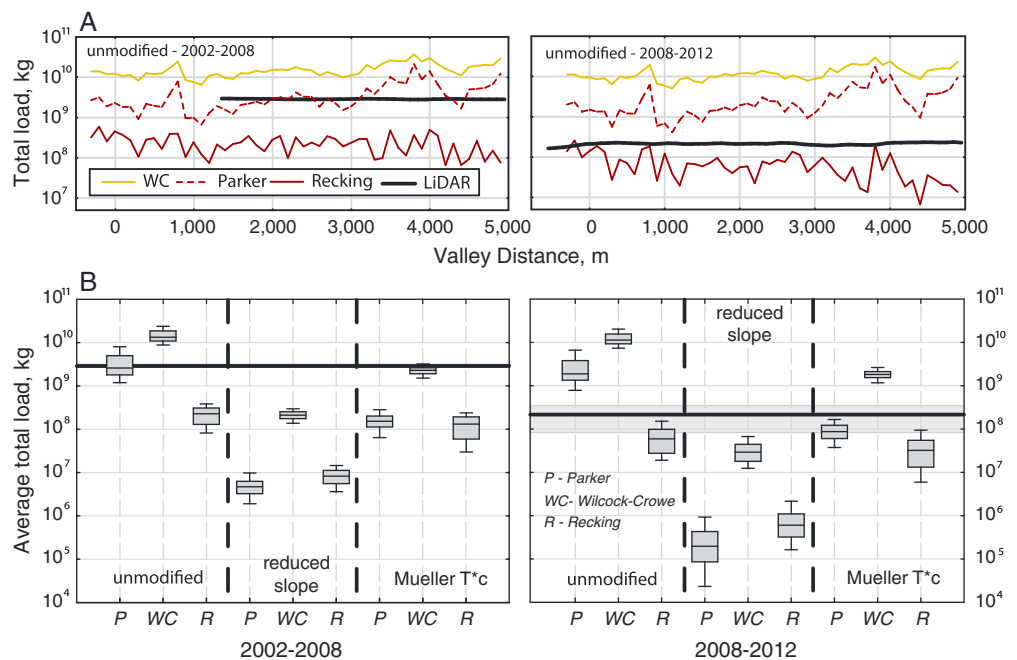 A
unmodified - 2002-2008
unmodified - 2008-2012
Total load, kg
10¹¹
10¹⁰
10⁹
10⁸
10⁷
WC Parker Recking LiDAR
0 1,000 2,000 3,000 4,000 5,000
0 1,000 2,000 3,000 4,000 5,000
Valley Distance, m
B
Average total load, kg
10¹¹
10¹⁰
10⁹
10⁸
10⁷
10⁶
10⁵
10⁴
unmodified
reduced
slope
Mueller T*c
P WC R P WC R P WC R
2002-2008
reduced
slope
P - Parker
WC- Wilcock-Crowe
R - Recking
unmodified
Mueller T*c
10¹¹
10¹⁰
10⁹
10⁸
10⁷
10⁶
10⁵
10⁴
P WC R P WC R P WC R
2008-2012